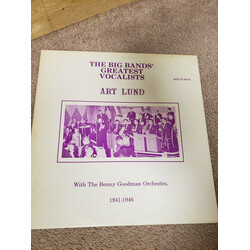 THE BIG BANDS'
GREATEST
VOCALISTS
ART LUND
With The Benny Goodman Orchestra,
1941-1946